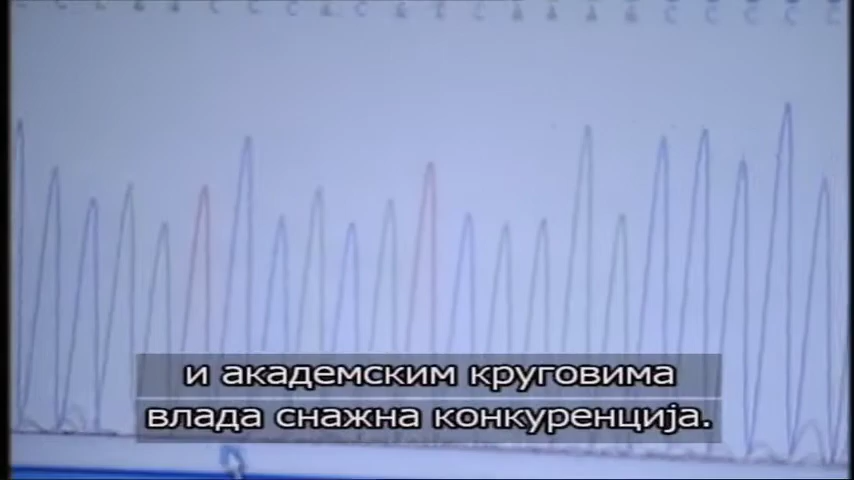 и академским круговима
влада снажна конкуренција.